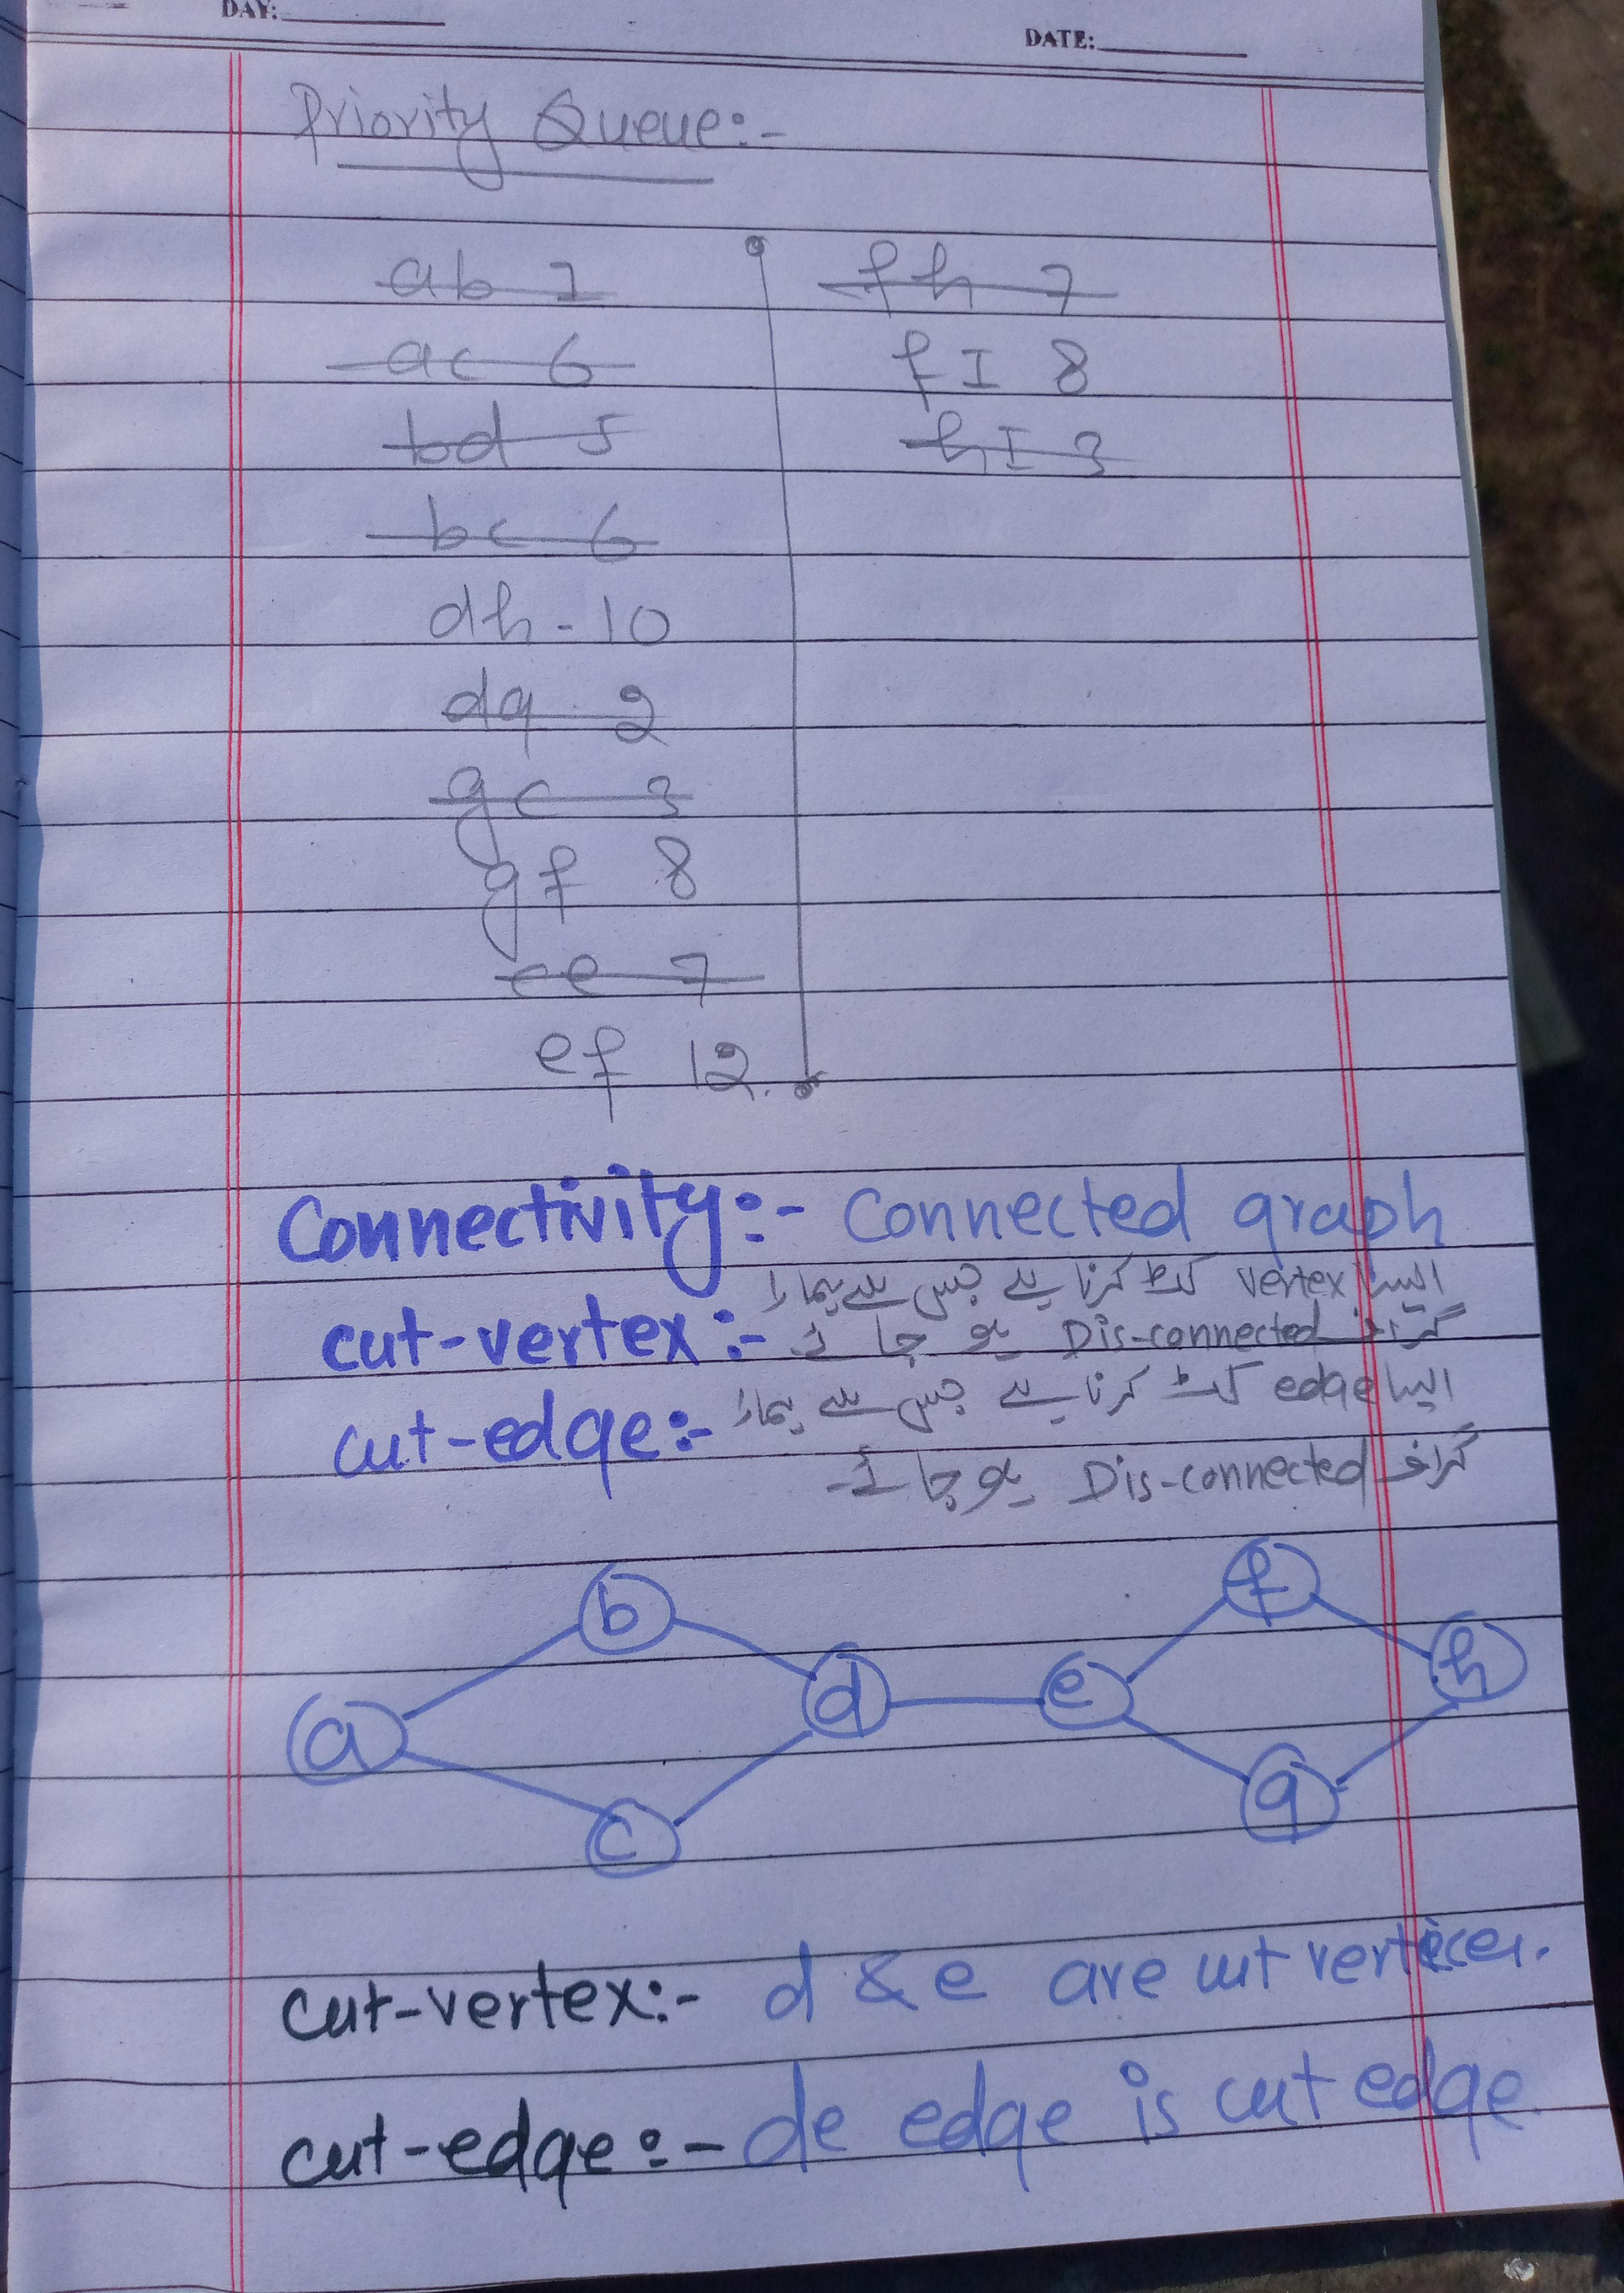 DAY:
DATE:
Priority Queue:-
ab 1
ac 6
bd 5
bc 6
dh - 10
dg 2
gc 3
gf 8
ce 7
ef 12.
fh 7
fI 8
hI 3
Connectivity:- Connected graph
cut-vertex:- ایسا vertex کٹ کرنا ہے جس سے ہمارا
گراف Dis-connected ہو جائے
cut-edge:- ایسا edge کٹ کرنا ہے جس سے ہمارا
گراف Dis-connected ہو جائے۔
b
f
a
d
e
h
c
g
cut-vertex:- d & e are cut vertices.
cut-edge:- de edge is cut edge.